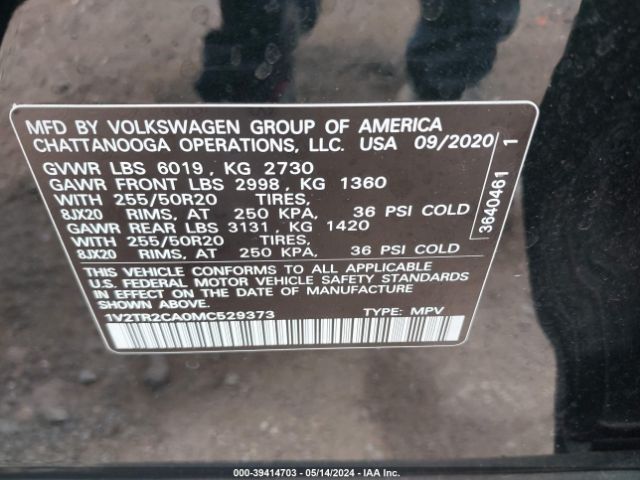 MFD BY VOLKSWAGEN GROUP OF AMERICA
CHATTANOOGA OPERATIONS, LLC. USA 09/2020
GVWR LBS 6019, KG 2730
GAWR FRONT LBS 2998, KG 1360
WITH 255/50R20 TIRES,
8JX20 RIMS, AT 250 KPA, 36 PSI COLD
GAWR REAR LBS 3131, KG 1420
WITH 255/50R20 TIRES,
8JX20 RIMS, AT 250 KPA, 36 PSI COLD
THIS VEHICLE CONFORMS TO ALL APPLICABLE
U.S. FEDERAL MOTOR VEHICLE SAFETY STANDARDS
IN EFFECT ON THE DATE OF MANUFACTURE
SHOWN ABOVE.
1V2TR2CA0MC529373 TYPE: MPV
3640461 1
000-39414703 - 05/14/2024 - IAA Inc.